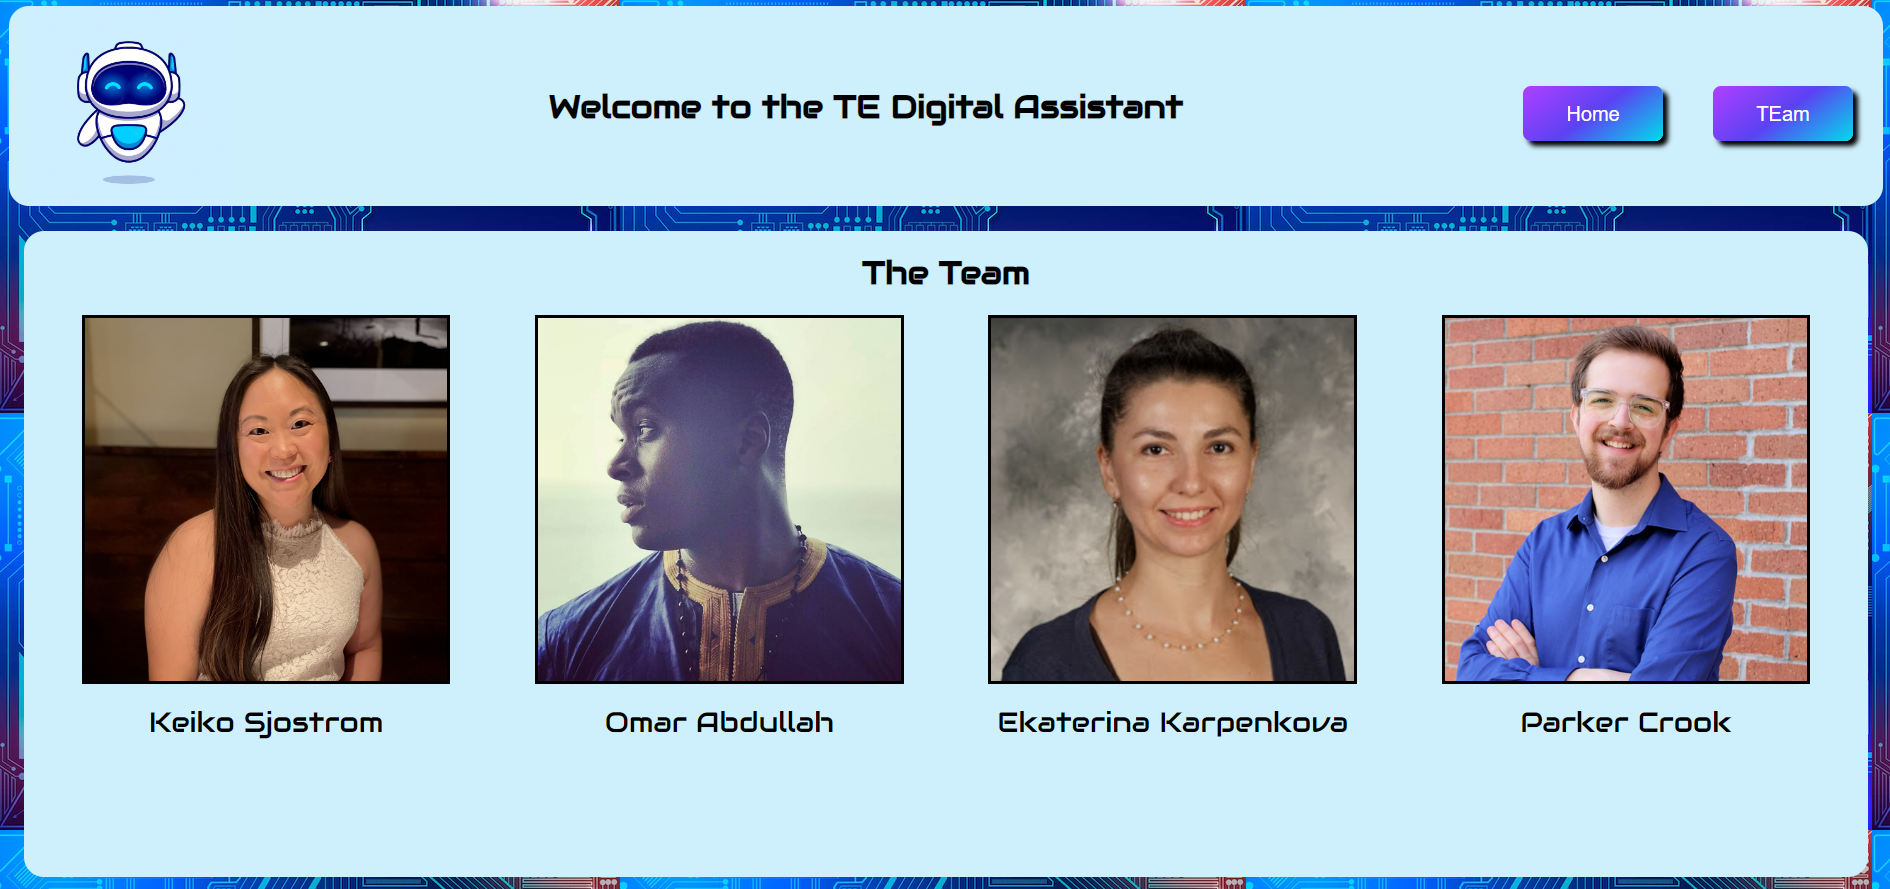 Welcome to the TE Digital Assistant
Home
TEam
The Team
Keiko Sjostrom
Omar Abdullah
Ekaterina Karpenkova
Parker Crook